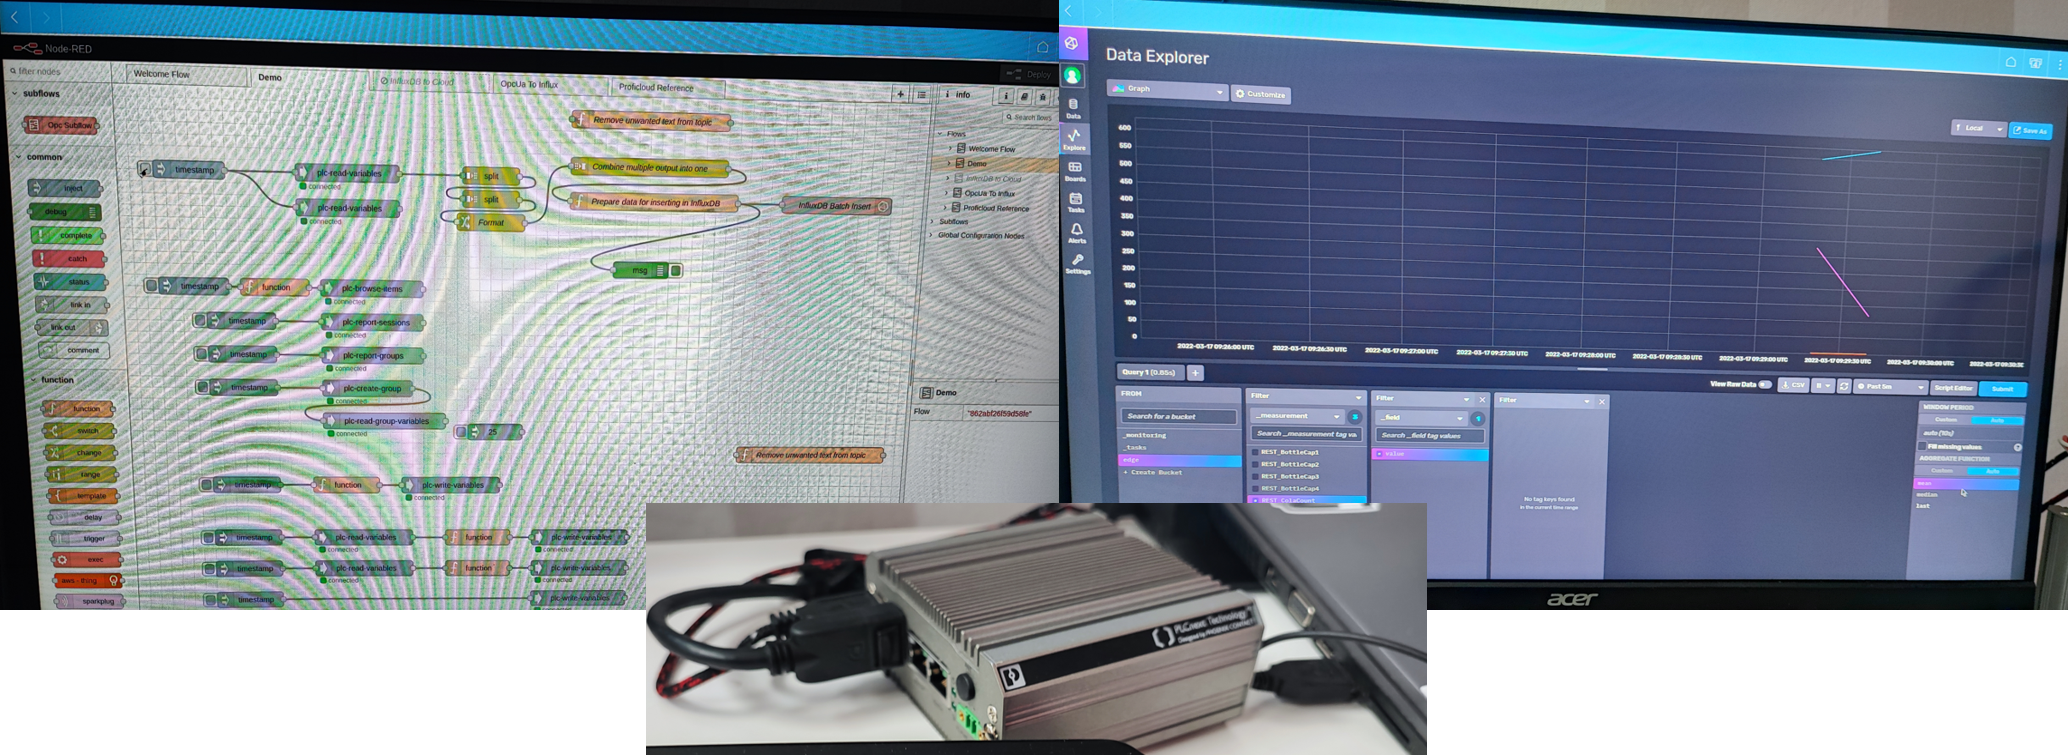 Node-RED
filter nodes
Welcome Flow
Demo
InfluxDB to Cloud
OpcUa To Influx
Proficloud Reference
Deploy
subflows
Opc Subflow
common
inject
debug
complete
catch
status
link in
link out
comment
function
function
switch
change
range
template
delay
trigger
exec
aws - thing
sparkplug
Remove unwanted text from topic
timestamp
plc-read-variables
connected
plc-read-variables
connected
split
split
Format
Combine multiple output into one
Prepare data for inserting in InfluxDB
InfluxDB Batch Insert
msg
timestamp
function
plc-browse-items
connected
timestamp
plc-report-sessions
connected
timestamp
plc-report-groups
connected
timestamp
plc-create-group
connected
plc-read-group-variables
connected
25
Remove unwanted text from topic
timestamp
function
plc-write-variables
connected
timestamp
plc-read-variables
connected
function
plc-write-variables
connected
timestamp
plc-read-variables
connected
function
plc-write-variables
connected
timestamp
plc-write-variables
info
Search flows
Flows
Welcome Flow
Demo
InfluxDB to Cloud
OpcUa To Influx
Proficloud Reference
Subflows
Global Configuration Nodes
Demo
Flow
"862abf26f59d58fe"
Data Explorer
Graph
Customize
Local
Save As
Data
Explore
Boards
Tasks
Alerts
Settings
600
550
500
450
400
350
300
250
200
150
100
50
0
2022-03-17 09:26:00 UTC
2022-03-17 09:26:30 UTC
2022-03-17 09:27:00 UTC
2022-03-17 09:27:30 UTC
2022-03-17 09:28:00 UTC
2022-03-17 09:28:30 UTC
2022-03-17 09:29:00 UTC
2022-03-17 09:29:30 UTC
2022-03-17 09:30:00 UTC
Query 1 (0.85s)
View Raw Data
CSV
Past 5m
Script Editor
Submit
FROM
Search for a bucket
_monitoring
_tasks
edge
+ Create Bucket
Filter
_measurement
Search _measurement tag va
REST_BottleCap1
REST_BottleCap2
REST_BottleCap3
REST_BottleCap4
REST_ColaCount
Filter
_field
Search _field tag values
value
Filter
No tag keys found
in the current time range
WINDOW PERIOD
Custom
Auto
auto (10s)
Fill missing values
AGGREGATE FUNCTION
Custom
Auto
mean
median
last
acer
PLCnext Technology
Designed by PHOENIX CONTACT